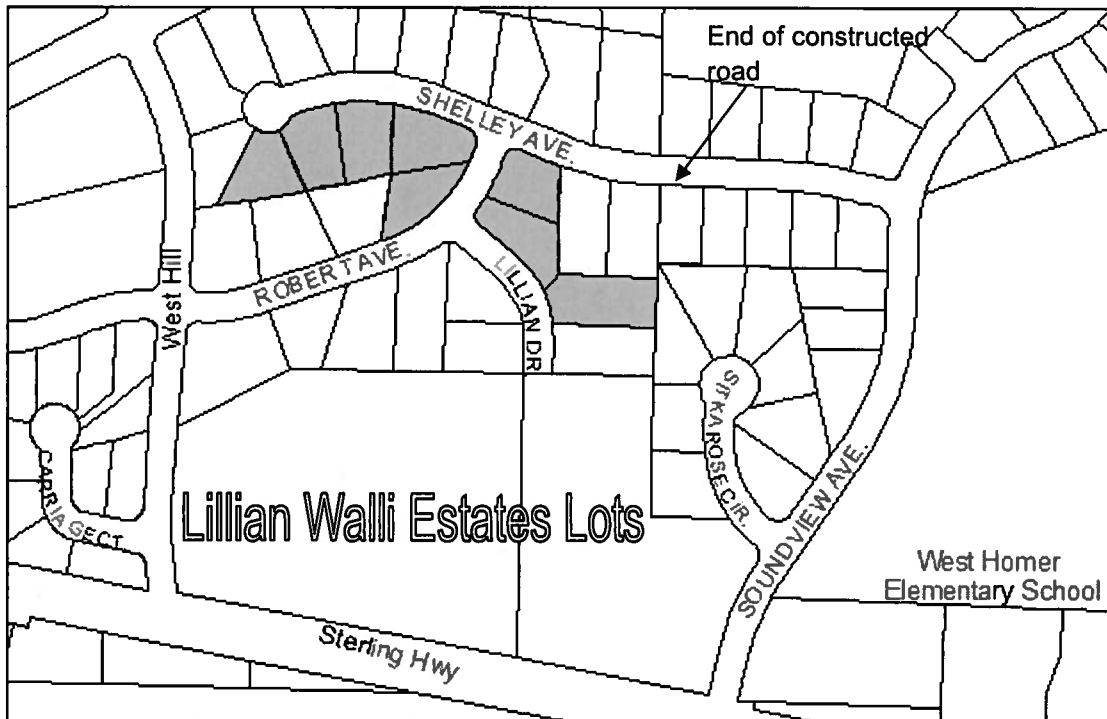 End of constructed
road
SHELLEY AVE.
West Hill
ROBERT AVE.
LILLIAN DR
SITKA ROSE CIR.
CARRIAGE CT
Lillian Walli Estates Lots
SOUNDVIEW AVE.
West Homer
Elementary School
Sterling Hwy